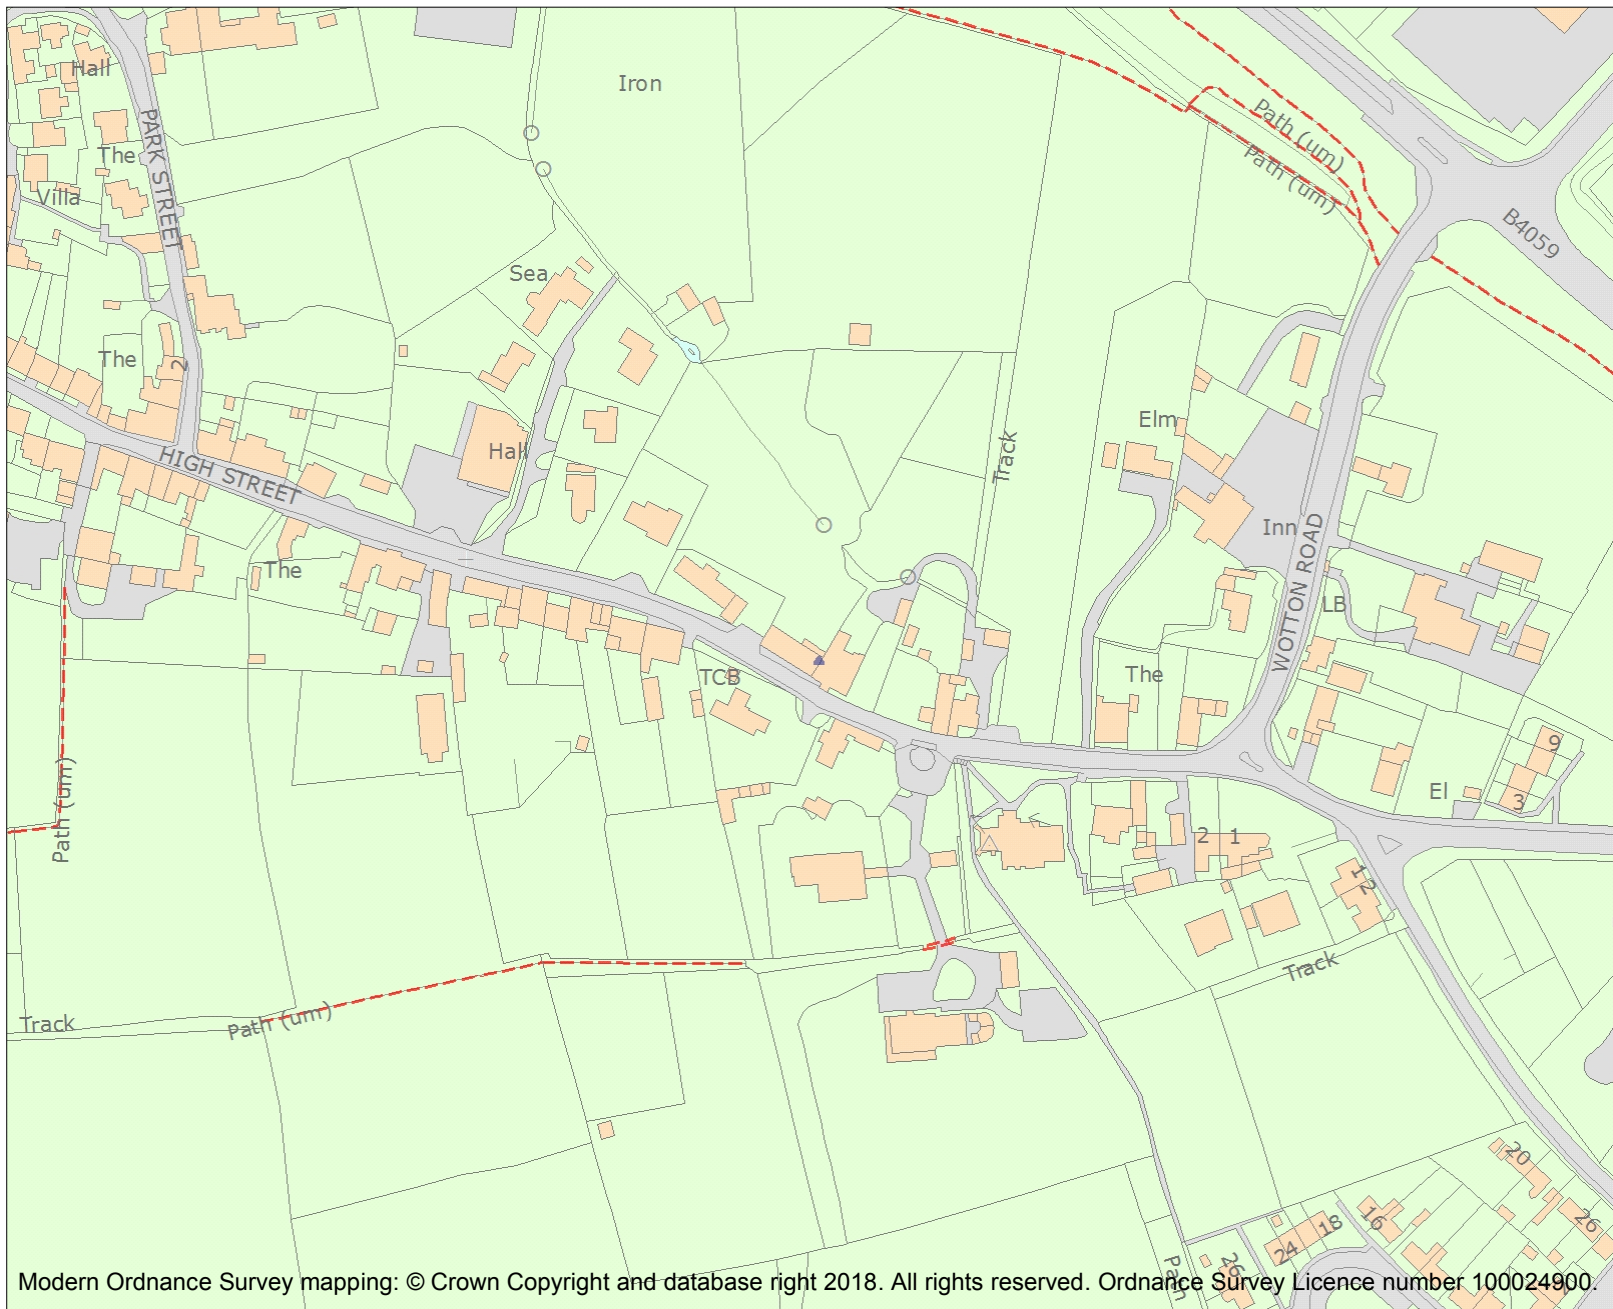 Hall
Iron
PARK STREET
The
Villa
Path (um)
Path (um)
B4059
Sea
The
2
Elm
Hall
Track
HIGH STREET
Inn
WOTTON ROAD
The
LB
TCB
The
Path (um)
9
El
3
2 1
1 2
Track
Track
Path (um)
20
16
18
26
24
26
Path
Modern Ordnance Survey mapping: © Crown Copyright and database right 2018. All rights reserved. Ordnance Survey Licence number 100024900.